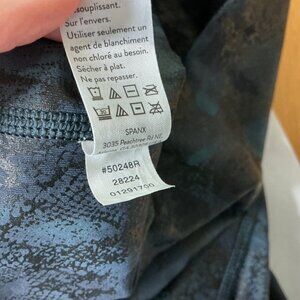 assouplissant.
Sur l'envers.
Utiliser seulement un
agent de blanchiment
non chloré au besoin.
Sécher à plat.
Ne pas repasser.
SPANX
3035 Peachtree Rd NE
#50248R
28224
01291700